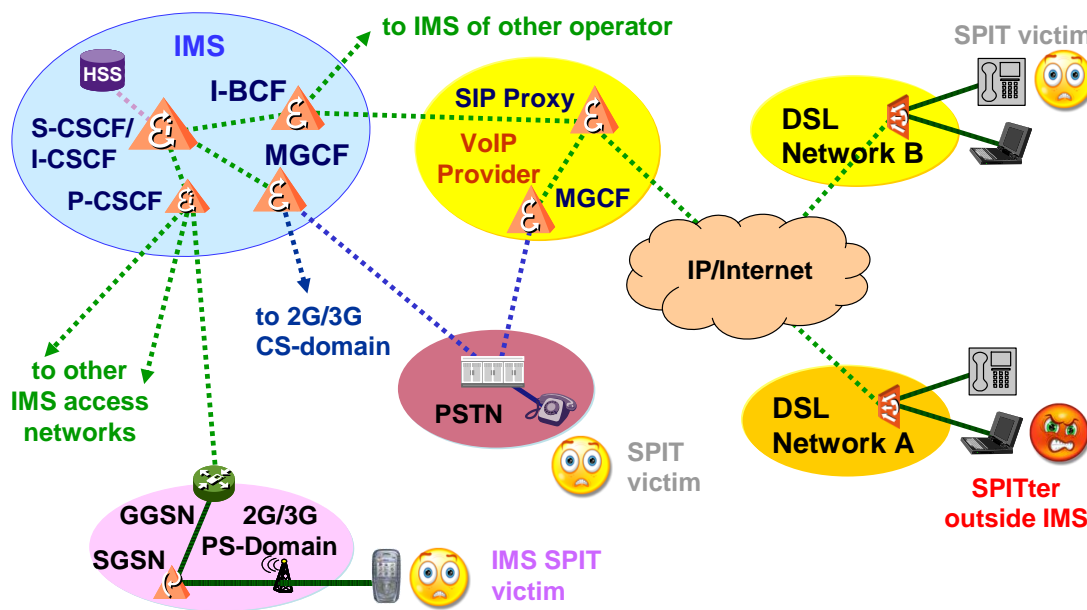 to IMS of other operator
IMS
HSS
I-BCF
S-CSCF/
I-CSCF
MGCF
P-CSCF
SIP Proxy
VoIP
Provider
MGCF
SPIT victim
DSL
Network B
IP/Internet
to 2G/3G
CS-domain
to other
IMS access
networks
PSTN
SPIT
victim
DSL
Network A
SPITter
outside IMS
GGSN
2G/3G
PS-Domain
SGSN
IMS SPIT
victim